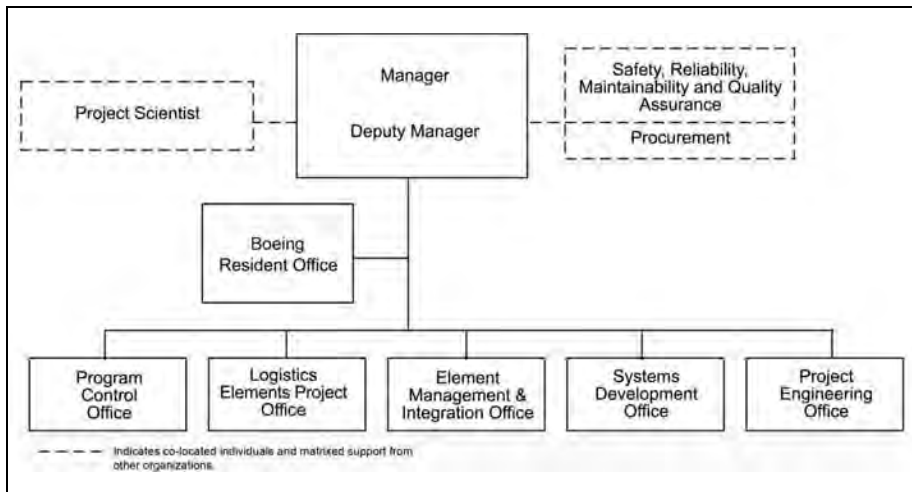 Manager
Deputy Manager
Project Scientist
Safety, Reliability,
Maintainability and Quality
Assurance
Procurement
Boeing
Resident Office
Program
Control
Office
Logistics
Elements Project
Office
Element
Management &
Integration Office
Systems
Development
Office
Project
Engineering
Office
Indicates co-located individuals and matrixed support from
other organizations.